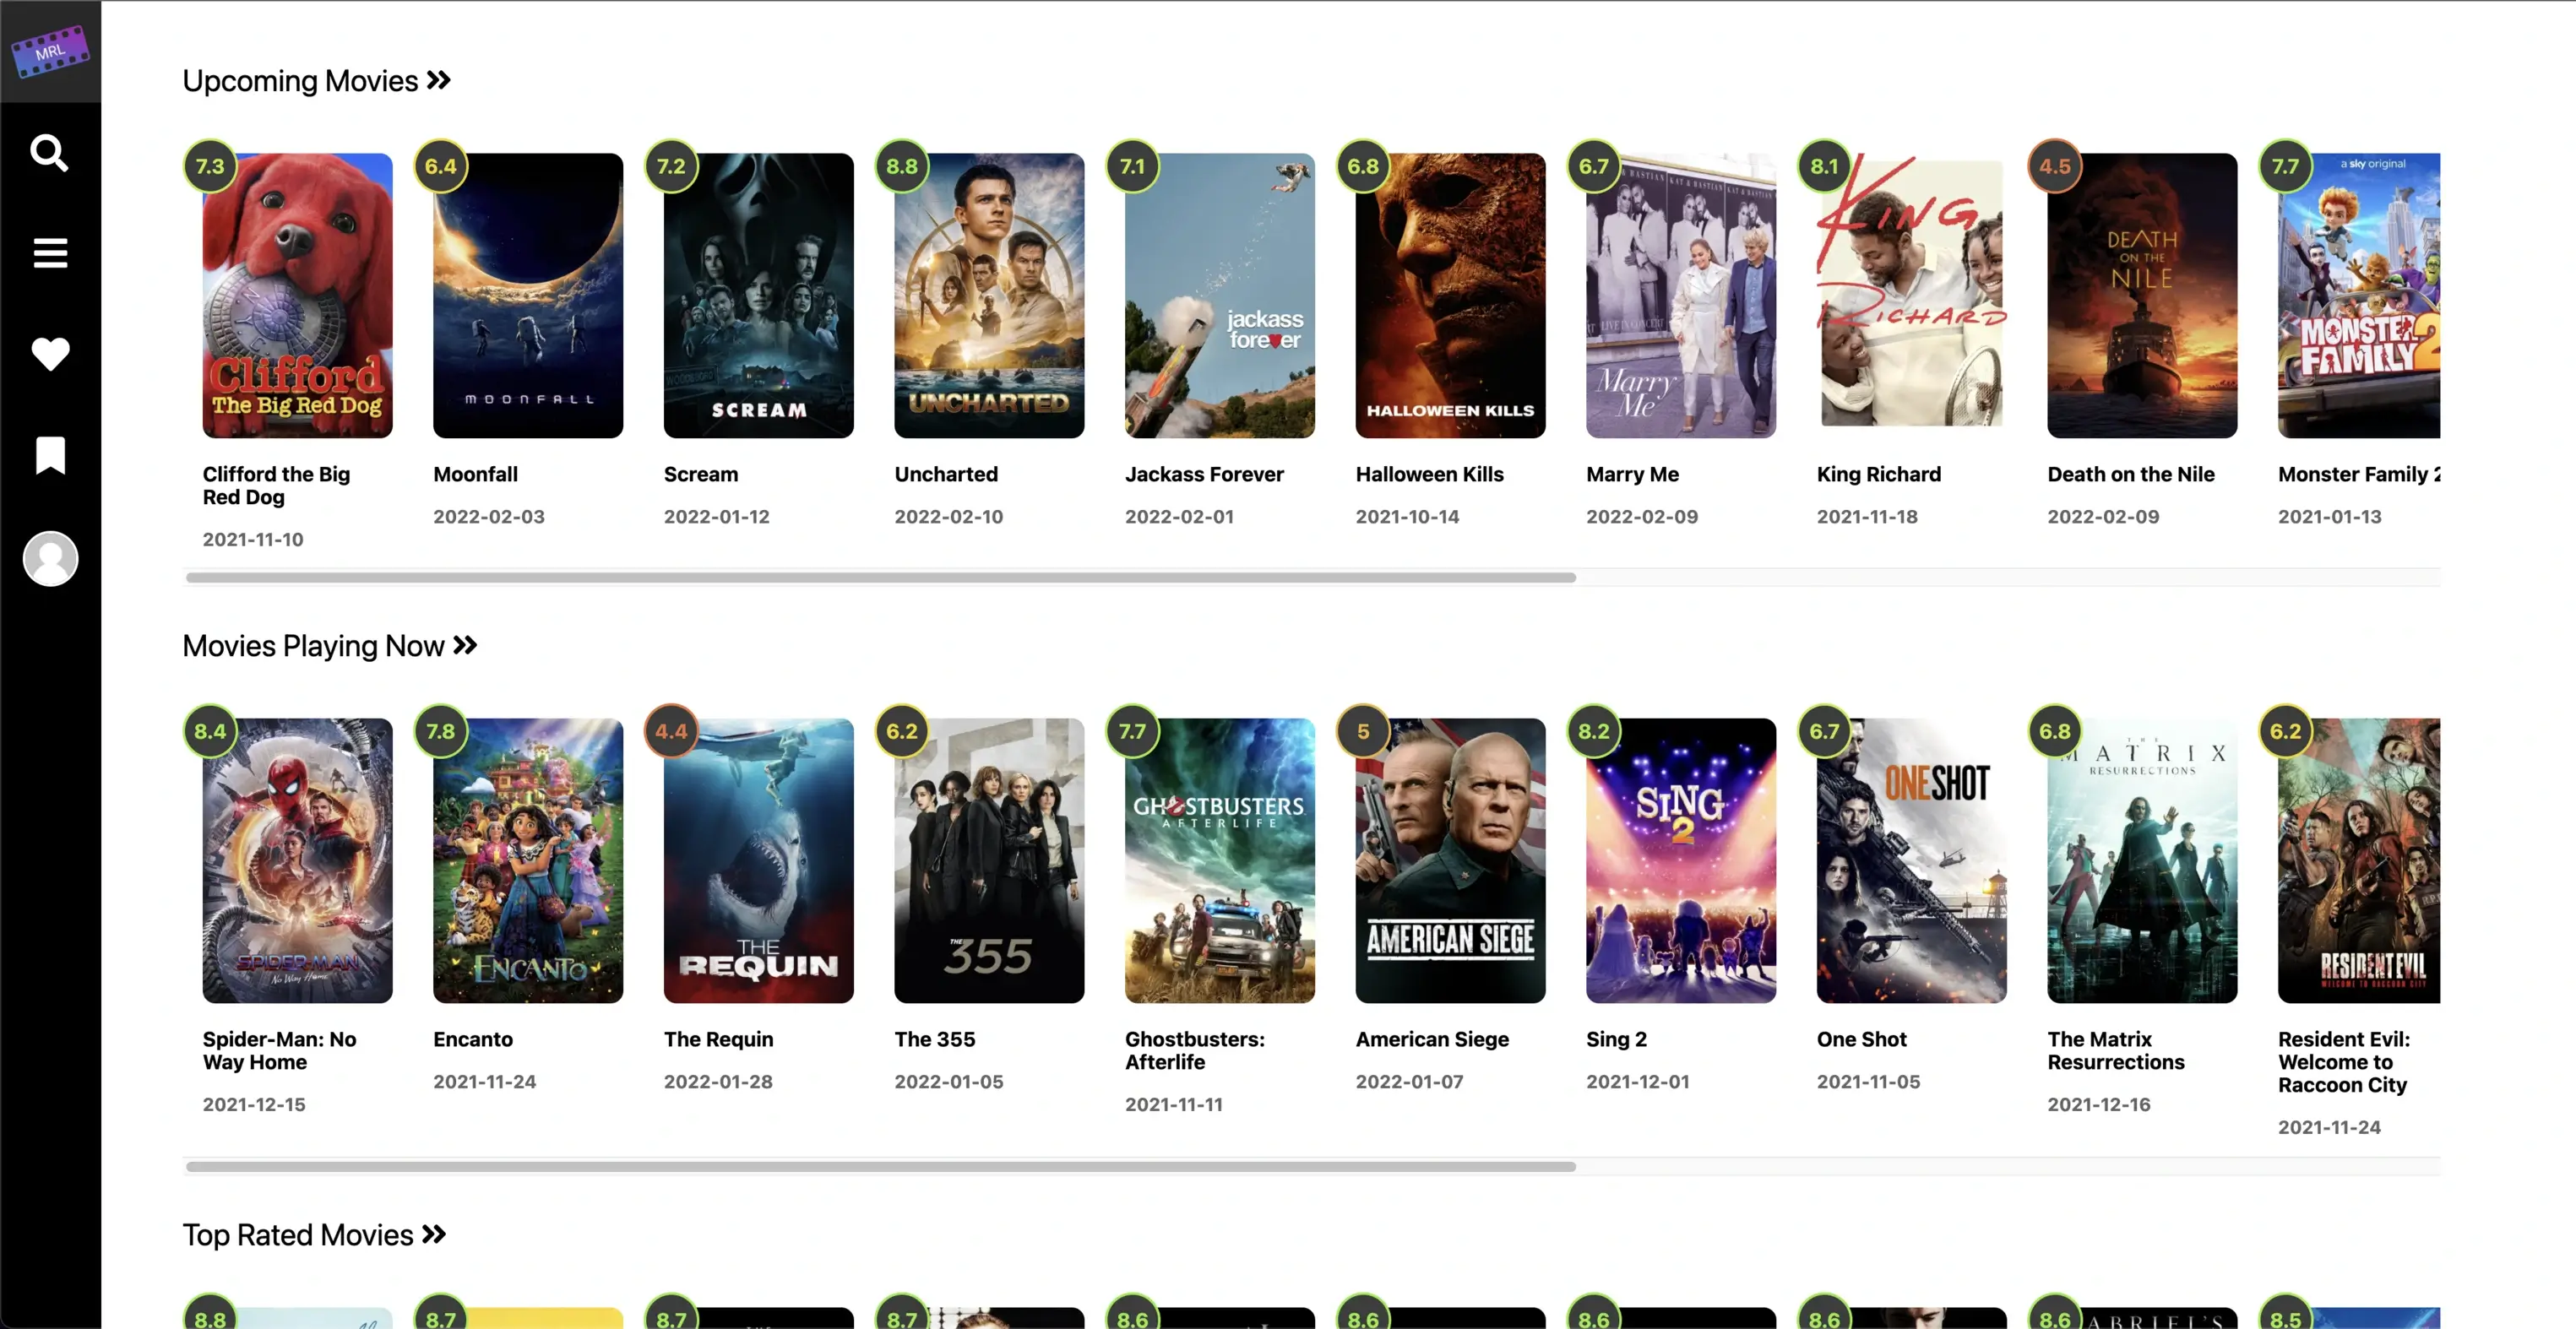 MRL
Upcoming Movies
7.3
6.4
7.2
8.8
7.1
6.8
6.7
8.1
4.5
7.7
Clifford
The Big Red Dog
MOONFALL
SCREAM
UNCHARTED
jackass
forever
HALLOWEEN KILLS
Marry
Me
KING
RICHARD
DEATH
ON THE
NILE
a sky original
MONSTER
FAMILY 2
Clifford the Big
Red Dog
2021-11-10
Moonfall
2022-02-03
Scream
2022-01-12
Uncharted
2022-02-10
Jackass Forever
2022-02-01
Halloween Kills
2021-10-14
Marry Me
2022-02-09
King Richard
2021-11-18
Death on the Nile
2022-02-09
Monster Family 2
2021-01-13
Movies Playing Now
8.4
7.8
4.4
6.2
7.7
5
8.2
6.7
6.8
6.2
SPIDER-MAN
No Way Home
ENCANTO
THE
REQUIN
THE
355
GHOSTBUSTERS
AFTERLIFE
AMERICAN SIEGE
SING
2
ONE SHOT
THE
MATRIX
RESURRECTIONS
RESIDENT EVIL
WELCOME TO RACCOON CITY
Spider-Man: No
Way Home
2021-12-15
Encanto
2021-11-24
The Requin
2022-01-28
The 355
2022-01-05
Ghostbusters:
Afterlife
2021-11-11
American Siege
2022-01-07
Sing 2
2021-12-01
One Shot
2021-11-05
The Matrix
Resurrections
2021-12-16
Resident Evil:
Welcome to
Raccoon City
2021-11-24
Top Rated Movies
8.8
8.7
8.7
8.7
8.6
8.6
8.6
8.6
8.6
8.5
ABRIEL'S